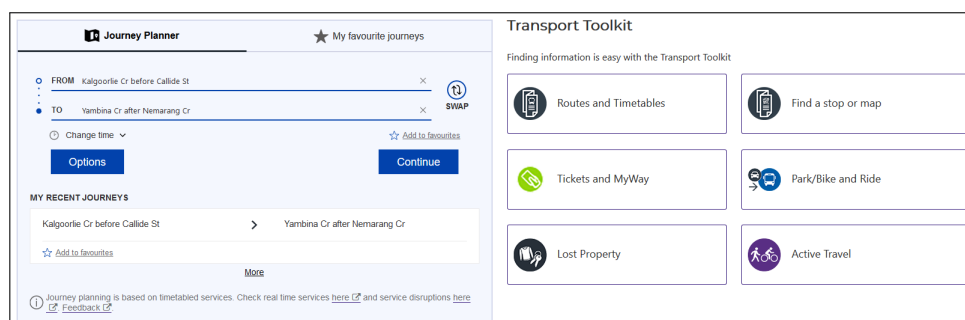 Journey Planner
My favourite journeys
FROM Kalgoorlie Cr before Callide St
TO Yambina Cr after Nemarang Cr
SWAP
Change time
Add to favourites
Options
Continue
MY RECENT JOURNEYS
Kalgoorlie Cr before Callide St
Yambina Cr after Nemarang Cr
Add to favourites
More
Journey planning is based on timetabled services. Check real time services here and service disruptions here
. Feedback .
Transport Toolkit
Finding information is easy with the Transport Toolkit
Routes and Timetables
Find a stop or map
Tickets and MyWay
Park/Bike and Ride
Lost Property
Active Travel